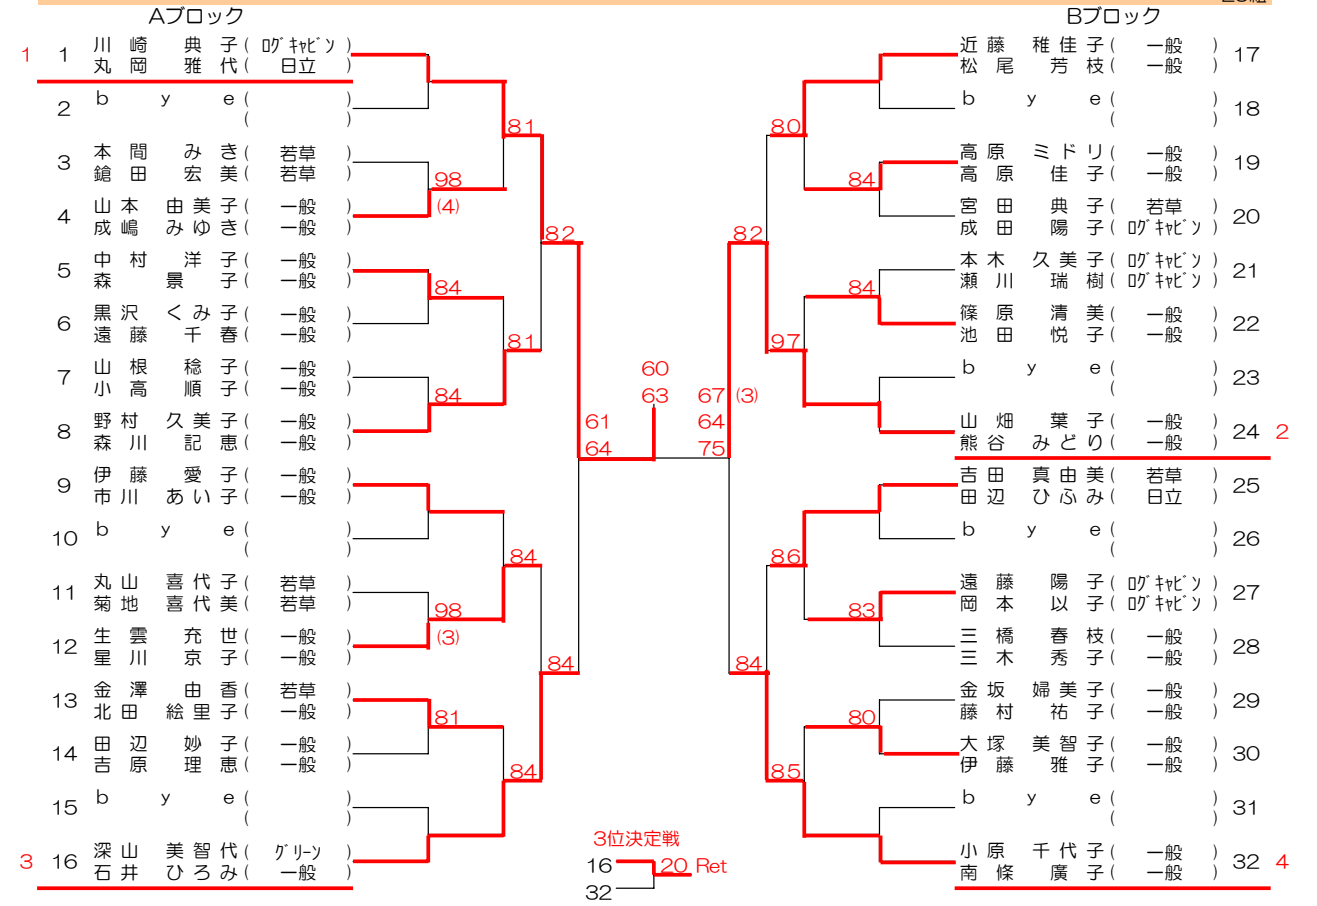 Aブロック
Bブロック
1 1 川崎 典子( ﾛｸﾞｷｬﾋﾞﾝ )
丸岡 雅代( 日立 )
2 bye( )
( )
3 本間 みき( 若草 )
鎗田 宏美( 若草 )
4 山本 由美子( 一般 )
成嶋 みゆき( 一般 )
5 中村 洋子( 一般 )
森 景子( 一般 )
6 黒沢 くみ子( 一般 )
遠藤 千春( 一般 )
7 山根 稔子( 一般 )
小高 順子( 一般 )
8 野村 久美子( 一般 )
森川 記恵( 一般 )
9 伊藤 愛子( 一般 )
市川 あい子( 一般 )
10 bye( )
( )
11 丸山 喜代子( 若草 )
菊地 喜代美( 若草 )
12 生雲 充世( 一般 )
星川 京子( 一般 )
13 金澤 由香( 若草 )
北田 絵里子( 一般 )
14 田辺 妙子( 一般 )
吉原 理恵( 一般 )
15 bye( )
( )
3 16 深山 美智代( ｸﾞﾘｰﾝ )
石井 ひろみ( 一般 )
98
(4)
84
84
98
(3)
81
81
81
84
84
82
84
61
64
60
63
67 (3)
64
75
82
84
80
97
86
85
84
84
83
80
近藤 稚佳子( 一般 ) 17
松尾 芳枝( 一般 )
bye( ) 18
( )
高原 ミドリ( 一般 ) 19
高原 佳子( 一般 )
宮田 典子( 若草 ) 20
成田 陽子( ﾛｸﾞｷｬﾋﾞﾝ )
本木 久美子( ﾛｸﾞｷｬﾋﾞﾝ ) 21
瀬川 瑞樹( ﾛｸﾞｷｬﾋﾞﾝ )
篠原 清美( 一般 ) 22
池田 悦子( 一般 )
bye( ) 23
( )
山畑 葉子( 一般 ) 24 2
熊谷 みどり( 一般 )
吉田 真由美( 若草 ) 25
田辺 ひふみ( 日立 )
bye( ) 26
( )
遠藤 陽子( ﾛｸﾞｷｬﾋﾞﾝ ) 27
岡本 以子( ﾛｸﾞｷｬﾋﾞﾝ )
三橋 春枝( 一般 ) 28
三木 秀子( 一般 )
金坂 婦美子( 一般 ) 29
藤村 祐子( 一般 )
大塚 美智子( 一般 ) 30
伊藤 雅子( 一般 )
bye( ) 31
( )
小原 千代子( 一般 ) 32 4
南條 廣子( 一般 )
3位決定戦
16
20 Ret
32